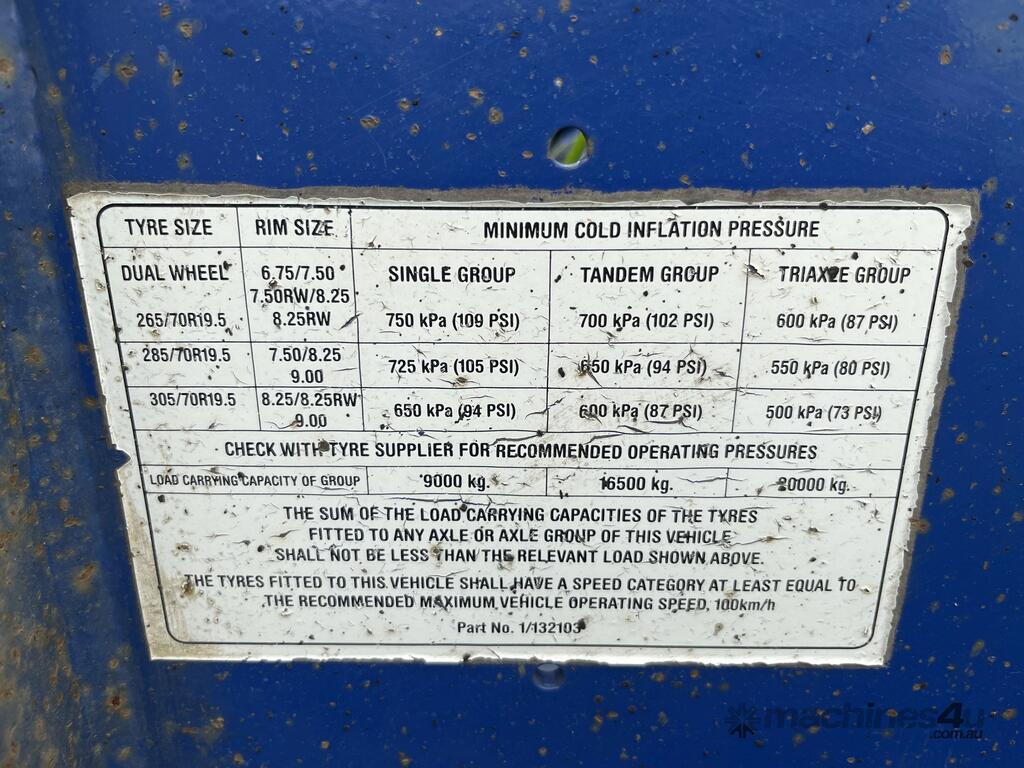 TYRE SIZE RIM SIZE MINIMUM COLD INFLATION PRESSURE
DUAL WHEEL 6.75/7.50 SINGLE GROUP TANDEM GROUP TRIAXLE GROUP
7.50RW/8.25
265/70R19.5 8.25RW 750 kPa (109 PSI) 700 kPa (102 PSI) 600 kPa (87 PSI)
285/70R19.5 7.50/8.25 725 kPa (105 PSI) 650 kPa (94 PSI) 550 kPa (80 PSI)
9.00
305/70R19.5 8.25/8.25RW 650 kPa (94 PSI) 600 kPa (87 PSI) 500 kPa (73 PSI)
9.00
CHECK WITH TYRE SUPPLIER FOR RECOMMENDED OPERATING PRESSURES
LOAD CARRYING CAPACITY OF GROUP 9000 kg. 16500 kg. 20000 kg.
THE SUM OF THE LOAD CARRYING CAPACITIES OF THE TYRES
FITTED TO ANY AXLE OR AXLE GROUP OF THIS VEHICLE
SHALL NOT BE LESS THAN THE RELEVANT LOAD SHOWN ABOVE.
THE TYRES FITTED TO THIS VEHICLE SHALL HAVE A SPEED CATEGORY AT LEAST EQUAL TO
THE RECOMMENDED MAXIMUM VEHICLE OPERATING SPEED, 100km/h
Part No. 1/132103
machines4u
.com.au